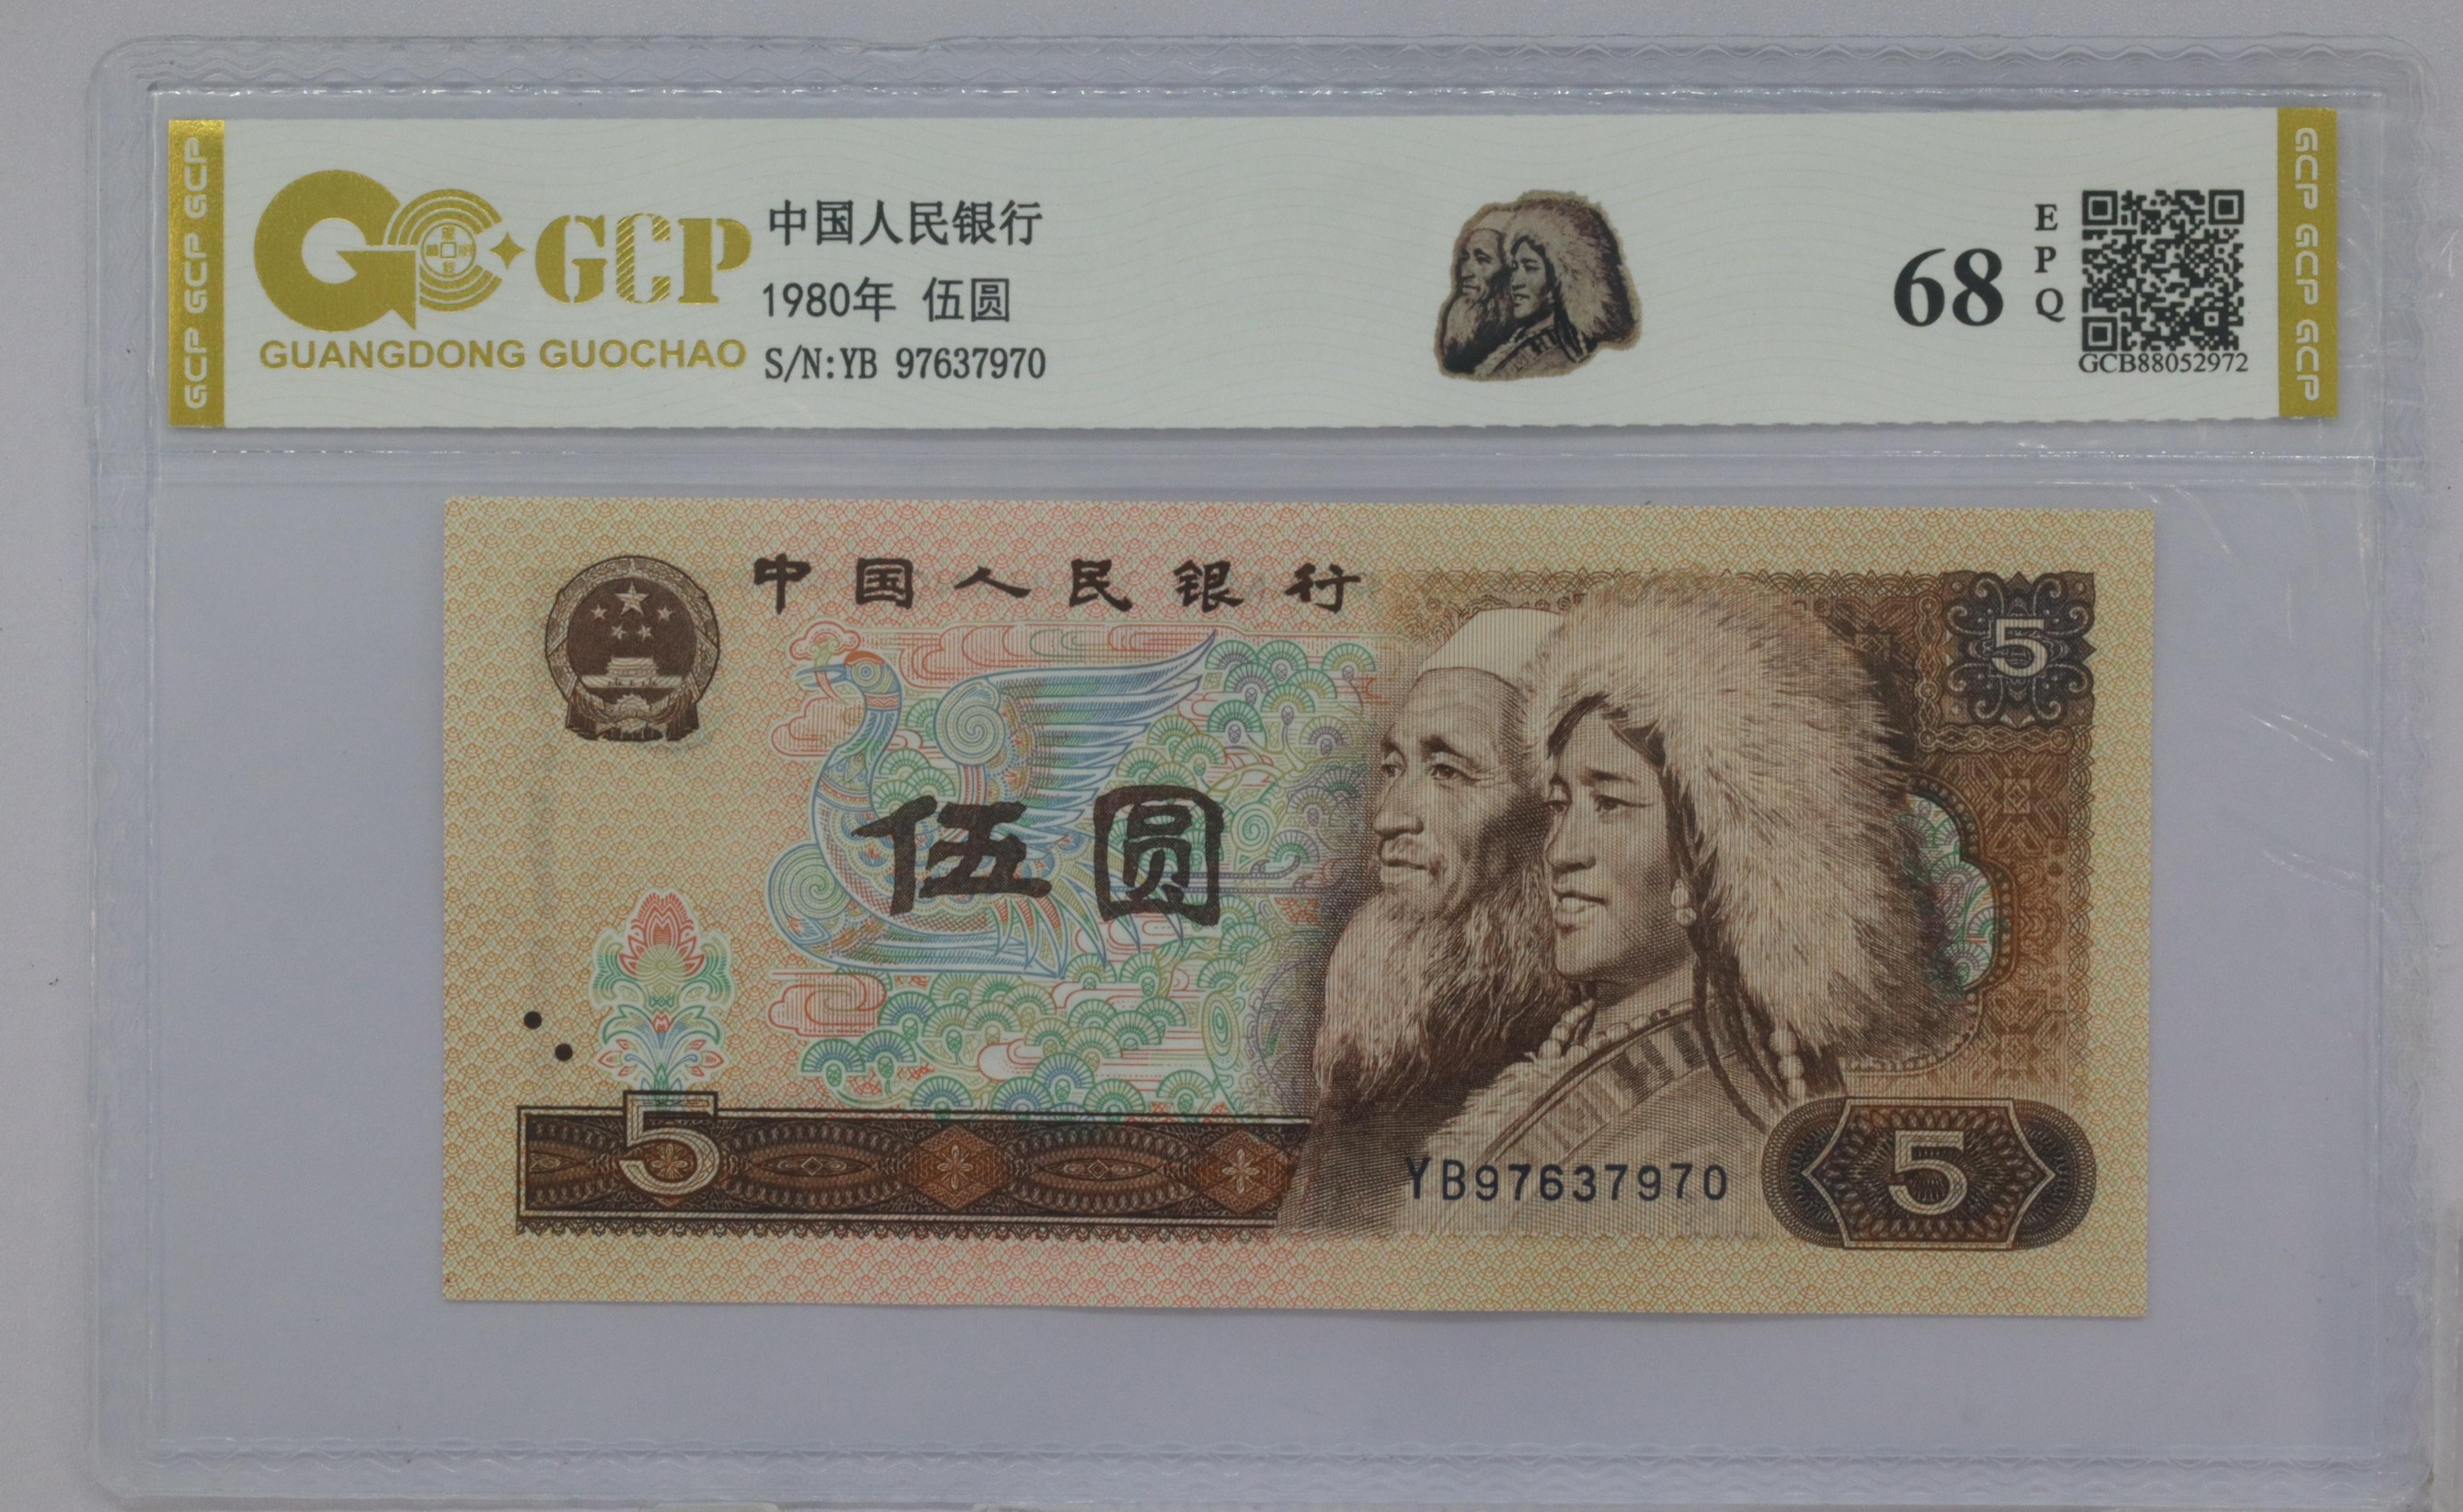 GCP GCP GCP
GCP
中国人民银行
1980年 伍圆
GUANGDONG GUOCHAO
S/N:YB 97637970
68
EPQ
GCB88052972
GCP GCP GCP
中国人民银行
5
伍圆
5
YB97637970
5